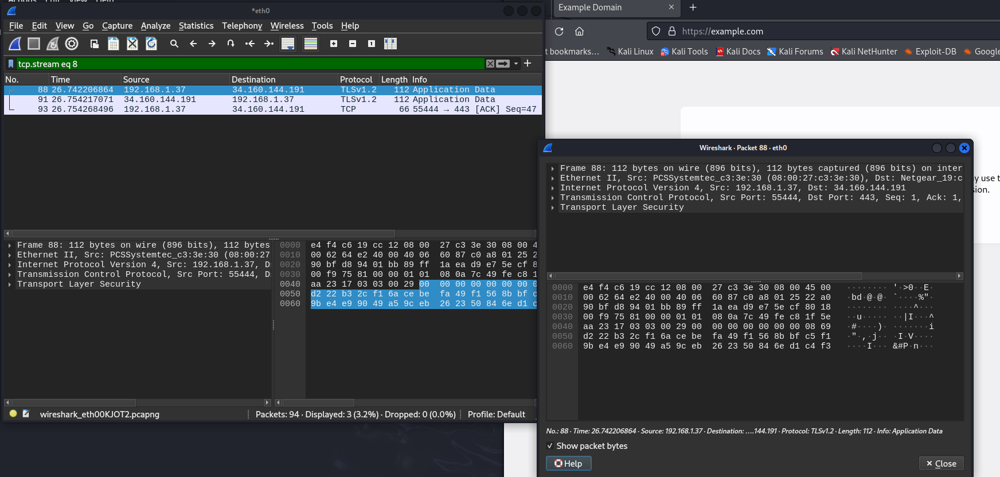 Actions Edit View Help
*eth0
File Edit View Go Capture Analyze Statistics Telephony Wireless Tools Help
tcp.stream eq 8
No. Time Source Destination Protocol Length Info
88 26.742206864 192.168.1.37 34.160.144.191 TLSv1.2 112 Application Data
91 26.754217071 34.160.144.191 192.168.1.37 TLSv1.2 112 Application Data
93 26.754268496 192.168.1.37 34.160.144.191 TCP 66 55444 → 443 [ACK] Seq=47
Frame 88: 112 bytes on wire (896 bits), 112 bytes
Ethernet II, Src: PCSSystemtec_c3:3e:30 (08:00:27
Internet Protocol Version 4, Src: 192.168.1.37, D
Transmission Control Protocol, Src Port: 55444, D
Transport Layer Security
0000 e4 f4 c6 19 cc 12 08 00 27 c3 3e 30 08 00 4
0010 00 62 64 e2 40 00 40 06 60 87 c0 a8 01 25 2
0020 90 bf d8 94 01 bb 89 ff 1a ea d9 e7 5e cf 8
0030 00 f9 75 81 00 00 01 01 08 0a 7c 49 fe c8 1
0040 aa 23 17 03 03 00 29 00 00 00 00 00 00 00 0
0050 d2 22 b3 2c f1 6a ce be fa 49 f1 56 8b bf c
0060 9b e4 e9 90 49 a5 9c eb 26 23 50 84 6e d1 c
wireshark_eth00KJOT2.pcapng
Packets: 94 · Displayed: 3 (3.2%) · Dropped: 0 (0.0%)
Profile: Default
Example Domain
https://example.com
t bookmarks… Kali Linux Kali Tools Kali Docs Kali Forums Kali NetHunter Exploit-DB Google
y use t
sion.
Wireshark · Packet 88 · eth0
Frame 88: 112 bytes on wire (896 bits), 112 bytes captured (896 bits) on inter
Ethernet II, Src: PCSSystemtec_c3:3e:30 (08:00:27:c3:3e:30), Dst: Netgear_19:c
Internet Protocol Version 4, Src: 192.168.1.37, Dst: 34.160.144.191
Transmission Control Protocol, Src Port: 55444, Dst Port: 443, Seq: 1, Ack: 1,
Transport Layer Security
0000 e4 f4 c6 19 cc 12 08 00 27 c3 3e 30 08 00 45 00 ········ '·>0··E·
0010 00 62 64 e2 40 00 40 06 60 87 c0 a8 01 25 22 a0 ·bd·@·@· `····%"·
0020 90 bf d8 94 01 bb 89 ff 1a ea d9 e7 5e cf 80 18 ········ ····^···
0030 00 f9 75 81 00 00 01 01 08 0a 7c 49 fe c8 1f 5e ··u····· ··|I···^
0040 aa 23 17 03 03 00 29 00 00 00 00 00 00 00 08 69 ·#····)· ·······i
0050 d2 22 b3 2c f1 6a ce be fa 49 f1 56 8b bf c5 f1 ·"·,·j·· ·I·V····
0060 9b e4 e9 90 49 a5 9c eb 26 23 50 84 6e d1 c4 f3 ····I··· &#P·n···
No.: 88 · Time: 26.742206864 · Source: 192.168.1.37 · Destination: ….144.191 · Protocol: TLSv1.2 · Length: 112 · Info: Application Data
Show packet bytes
Help
Close